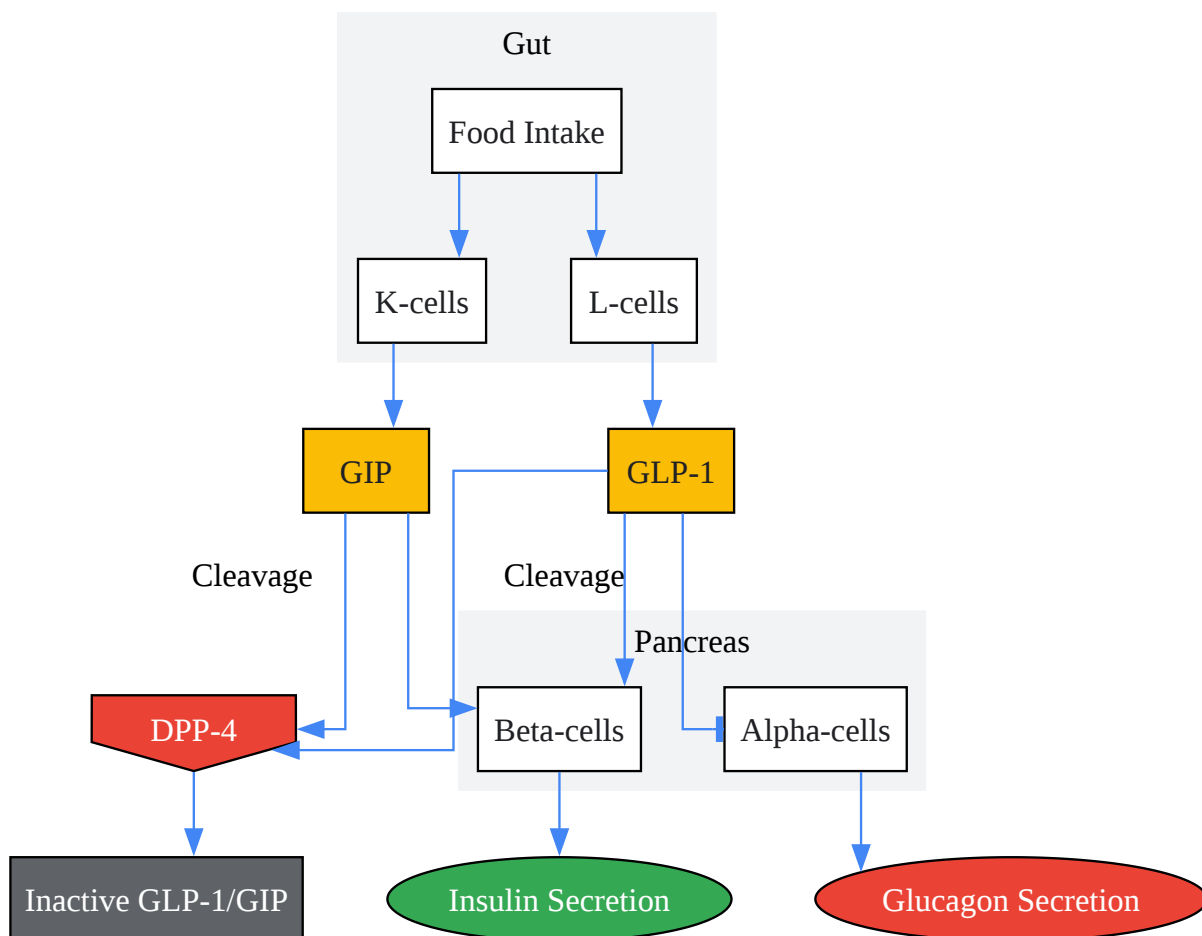 Gut
Food Intake
K-cells
L-cells
GIP
GLP-1
Cleavage
Cleavage
Pancreas
DPP-4
Beta-cells
Alpha-cells
Inactive GLP-1/GIP
Insulin Secretion
Glucagon Secretion